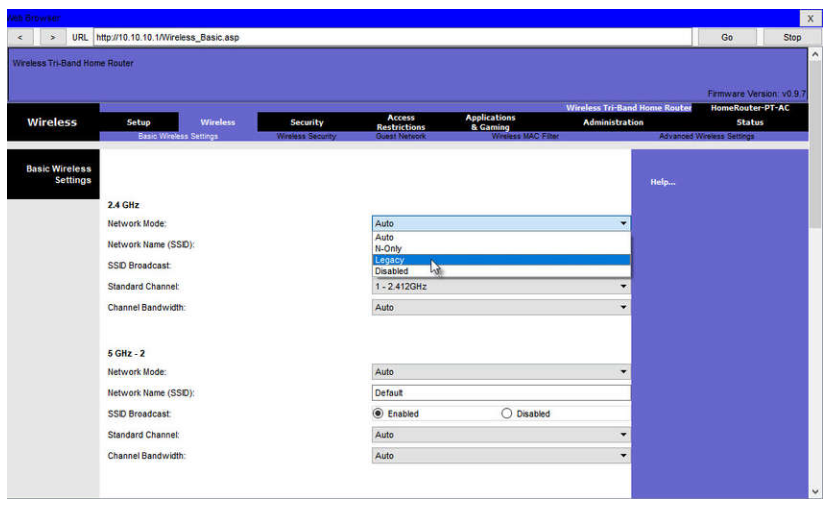 Web Browser
X
< > URL http://10.10.10.1/Wireless_Basic.asp Go Stop
Wireless Tri-Band Home Router
Firmware Version: v0.9.7
Wireless Tri-Band Home Router HomeRouter-PT-AC
Wireless
Setup Wireless Security Access Restrictions Applications & Gaming Administration Status
Basic Wireless Settings Wireless Security Guest Network Wireless MAC Filter Advanced Wireless Settings
Basic Wireless
Settings
Help...
2.4 GHz
Network Mode: Auto
Auto
N-Only
Legacy
Disabled
Network Name (SSID):
SSID Broadcast:
Standard Channel: 1 - 2.412GHz
Channel Bandwidth: Auto
5 GHz - 2
Network Mode: Auto
Network Name (SSID): Default
SSID Broadcast: Enabled Disabled
Standard Channel: Auto
Channel Bandwidth: Auto